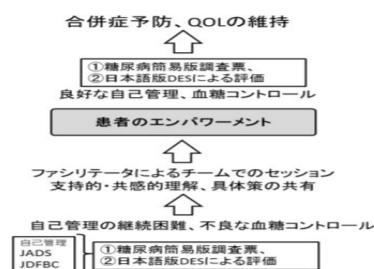 合併症予防、QOLの維持
①糖尿病簡易版調査票、
②日本語版DESによる評価
良好な自己管理、血糖コントロール
患者のエンパワーメント
ファシリテータによるチームでのセッション
支持的・共感的理解、具体策の共有
自己管理の継続困難、不良な血糖コントロール
自己管理
JADS
JDFBC
①糖尿病簡易版調査票、
②日本語版DESによる評価